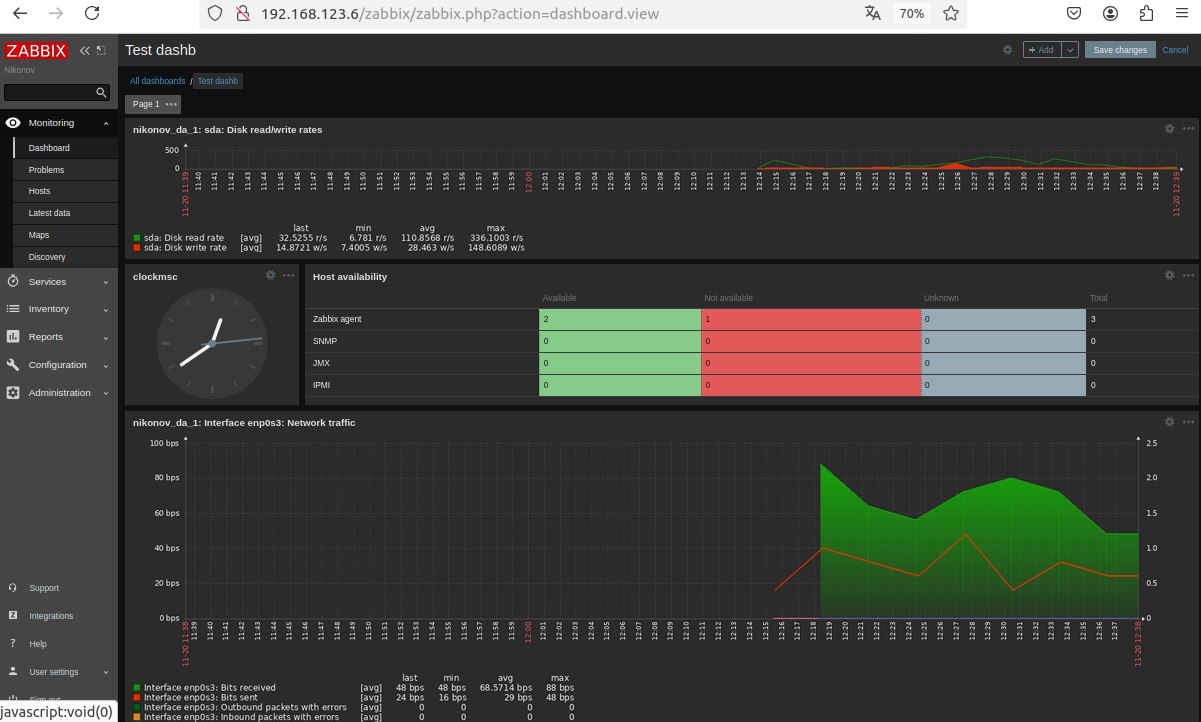 192.168.123.6/zabbix/zabbix.php?action=dashboard.view 70%
ZABBIX
Nikonov
Monitoring
Dashboard
Problems
Hosts
Latest data
Maps
Discovery
Services
Inventory
Reports
Configuration
Administration
Support
Integrations
Help
User settings
javascript:void(0)
Test dashb
+ Add
Save changes
Cancel
All dashboards / Test dashb
Page 1
nikonov_da_1: sda: Disk read/write rates
500
0
11-20 11:39 11:40 11:41 11:42 11:43 11:44 11:45 11:46 11:47 11:48 11:49 11:50 11:51 11:52 11:53 11:54 11:55 11:56 11:57 11:58 11:59 12:00 12:01 12:02 12:03 12:04 12:05 12:06 12:07 12:08 12:09 12:10 12:11 12:12 12:13 12:14 12:15 12:16 12:17 12:18 12:19 12:20 12:21 12:22 12:23 12:24 12:25 12:26 12:27 12:28 12:29 12:30 12:31 12:32 12:33 12:34 12:35 12:36 12:37 12:38 11-20 12:39
last min avg max
sda: Disk read rate [avg] 32.5255 r/s 6.781 r/s 110.8568 r/s 336.1003 r/s
sda: Disk write rate [avg] 14.8721 w/s 7.4005 w/s 28.463 w/s 148.6089 w/s
clockmsc
Host availability
Available Not available Unknown Total
Zabbix agent 2 1 0 3
SNMP 0 0 0 0
JMX 0 0 0 0
IPMI 0 0 0 0
nikonov_da_1: Interface enp0s3: Network traffic
100 bps 2.5
80 bps 2.0
60 bps 1.5
40 bps 1.0
20 bps 0.5
0 bps 0
11-20 11:38 11:39 11:40 11:41 11:42 11:43 11:44 11:45 11:46 11:47 11:48 11:49 11:50 11:51 11:52 11:53 11:54 11:55 11:56 11:57 11:58 11:59 12:00 12:01 12:02 12:03 12:04 12:05 12:06 12:07 12:08 12:09 12:10 12:11 12:12 12:13 12:14 12:15 12:16 12:17 12:18 12:19 12:20 12:21 12:22 12:23 12:24 12:25 12:26 12:27 12:28 12:29 12:30 12:31 12:32 12:33 12:34 12:35 12:36 12:37 11-20 12:38
last min avg max
Interface enp0s3: Bits received [avg] 48 bps 48 bps 68.5714 bps 88 bps
Interface enp0s3: Bits sent [avg] 24 bps 16 bps 29 bps 48 bps
Interface enp0s3: Outbound packets with errors [avg] 0 0 0 0
Interface enp0s3: Inbound packets with errors [avg] 0 0 0 0